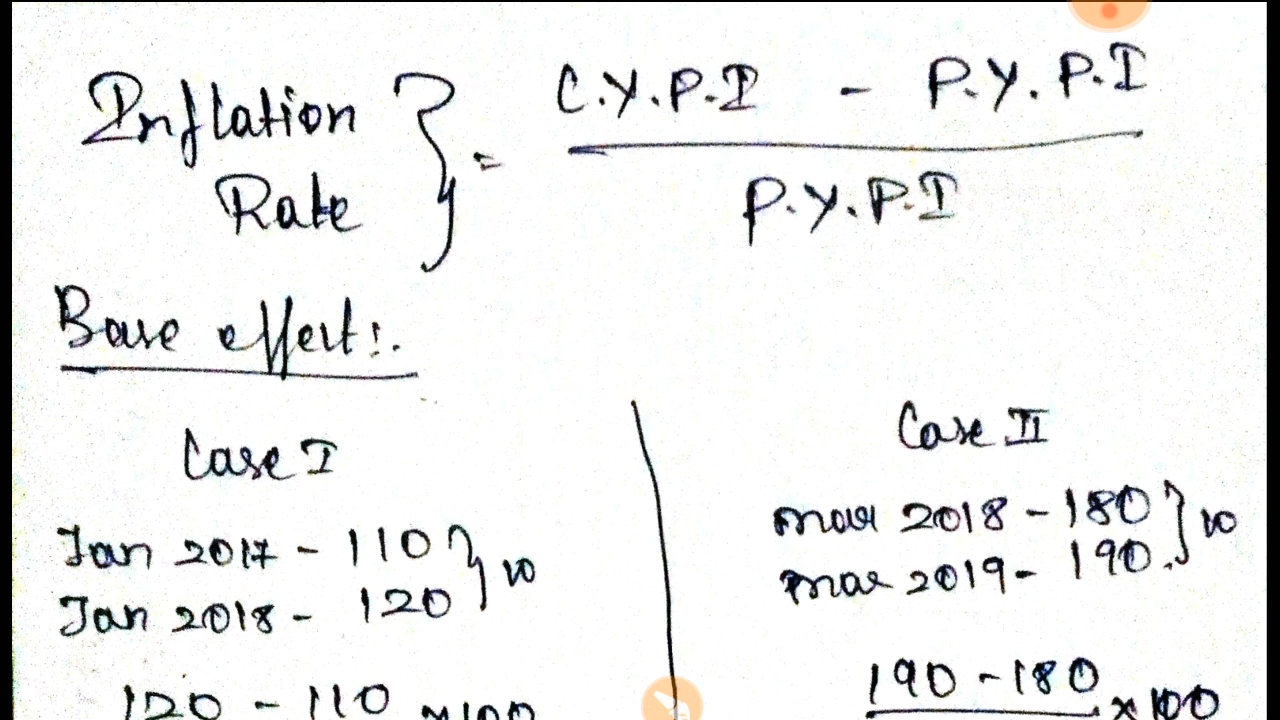 Inflation Rate } = C.Y.P.I - P.Y.P.I
P.Y.P.I
Base effect:.
Case I
Jan 2017 - 110 } 10
Jan 2018 - 120
120 - 110 x100
Case II
mar 2018 - 180 } 10
mar 2019 - 190.
190 - 180 x100